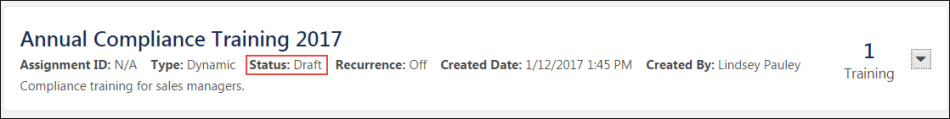 Annual Compliance Training 2017
Assignment ID: N/A Type: Dynamic Status: Draft Recurrence: Off Created Date: 1/12/2017 1:45 PM Created By: Lindsey Pauley
Compliance training for sales managers.
1
Training